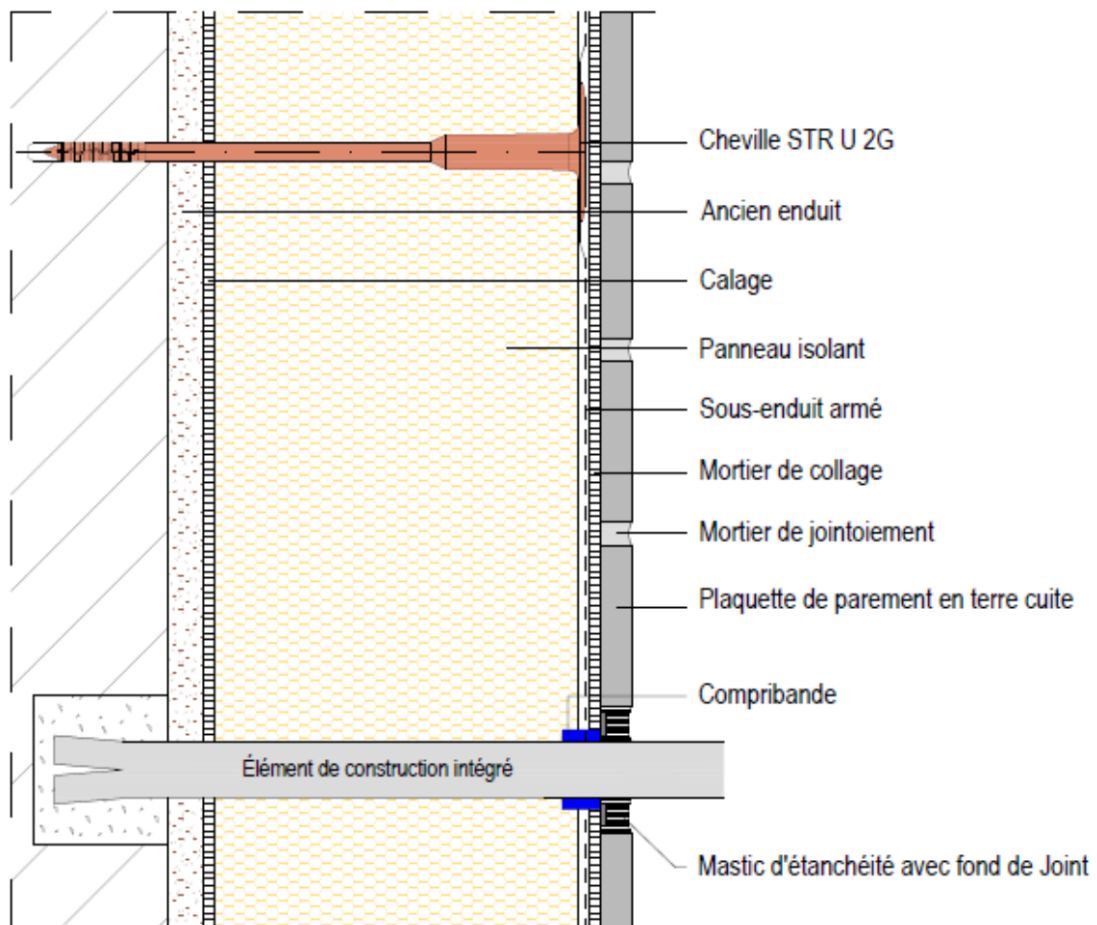 Cheville STR U 2G
Ancien enduit
Calage
Panneau isolant
Sous-enduit armé
Mortier de collage
Mortier de jointoiement
Plaquette de parement en terre cuite
Compribande
Élément de construction intégré
Mastic d'étanchéité avec fond de Joint